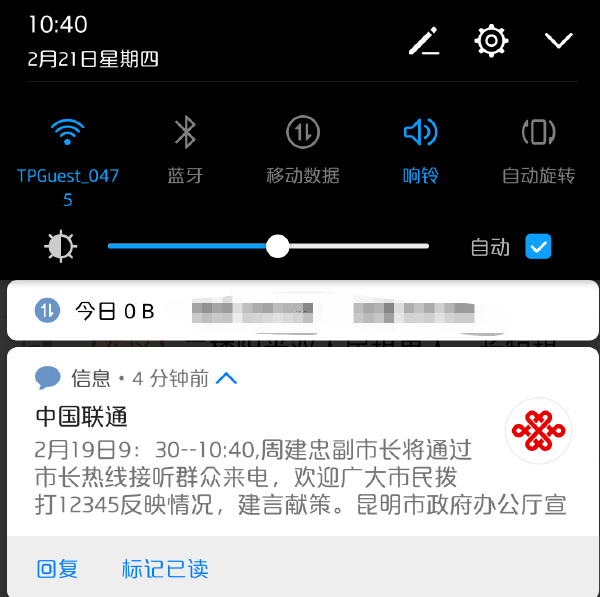 10:40
2月21日星期四
TPGuest_047
5
蓝牙
移动数据
响铃
自动旋转
自动
今日 0 B
信息 • 4 分钟前
中国联通
2月19日9：30--10:40,周建忠副市长将通过
市长热线接听群众来电，欢迎广大市民拨
打12345反映情况，建言献策。昆明市政府办公厅宣
回复
标记已读